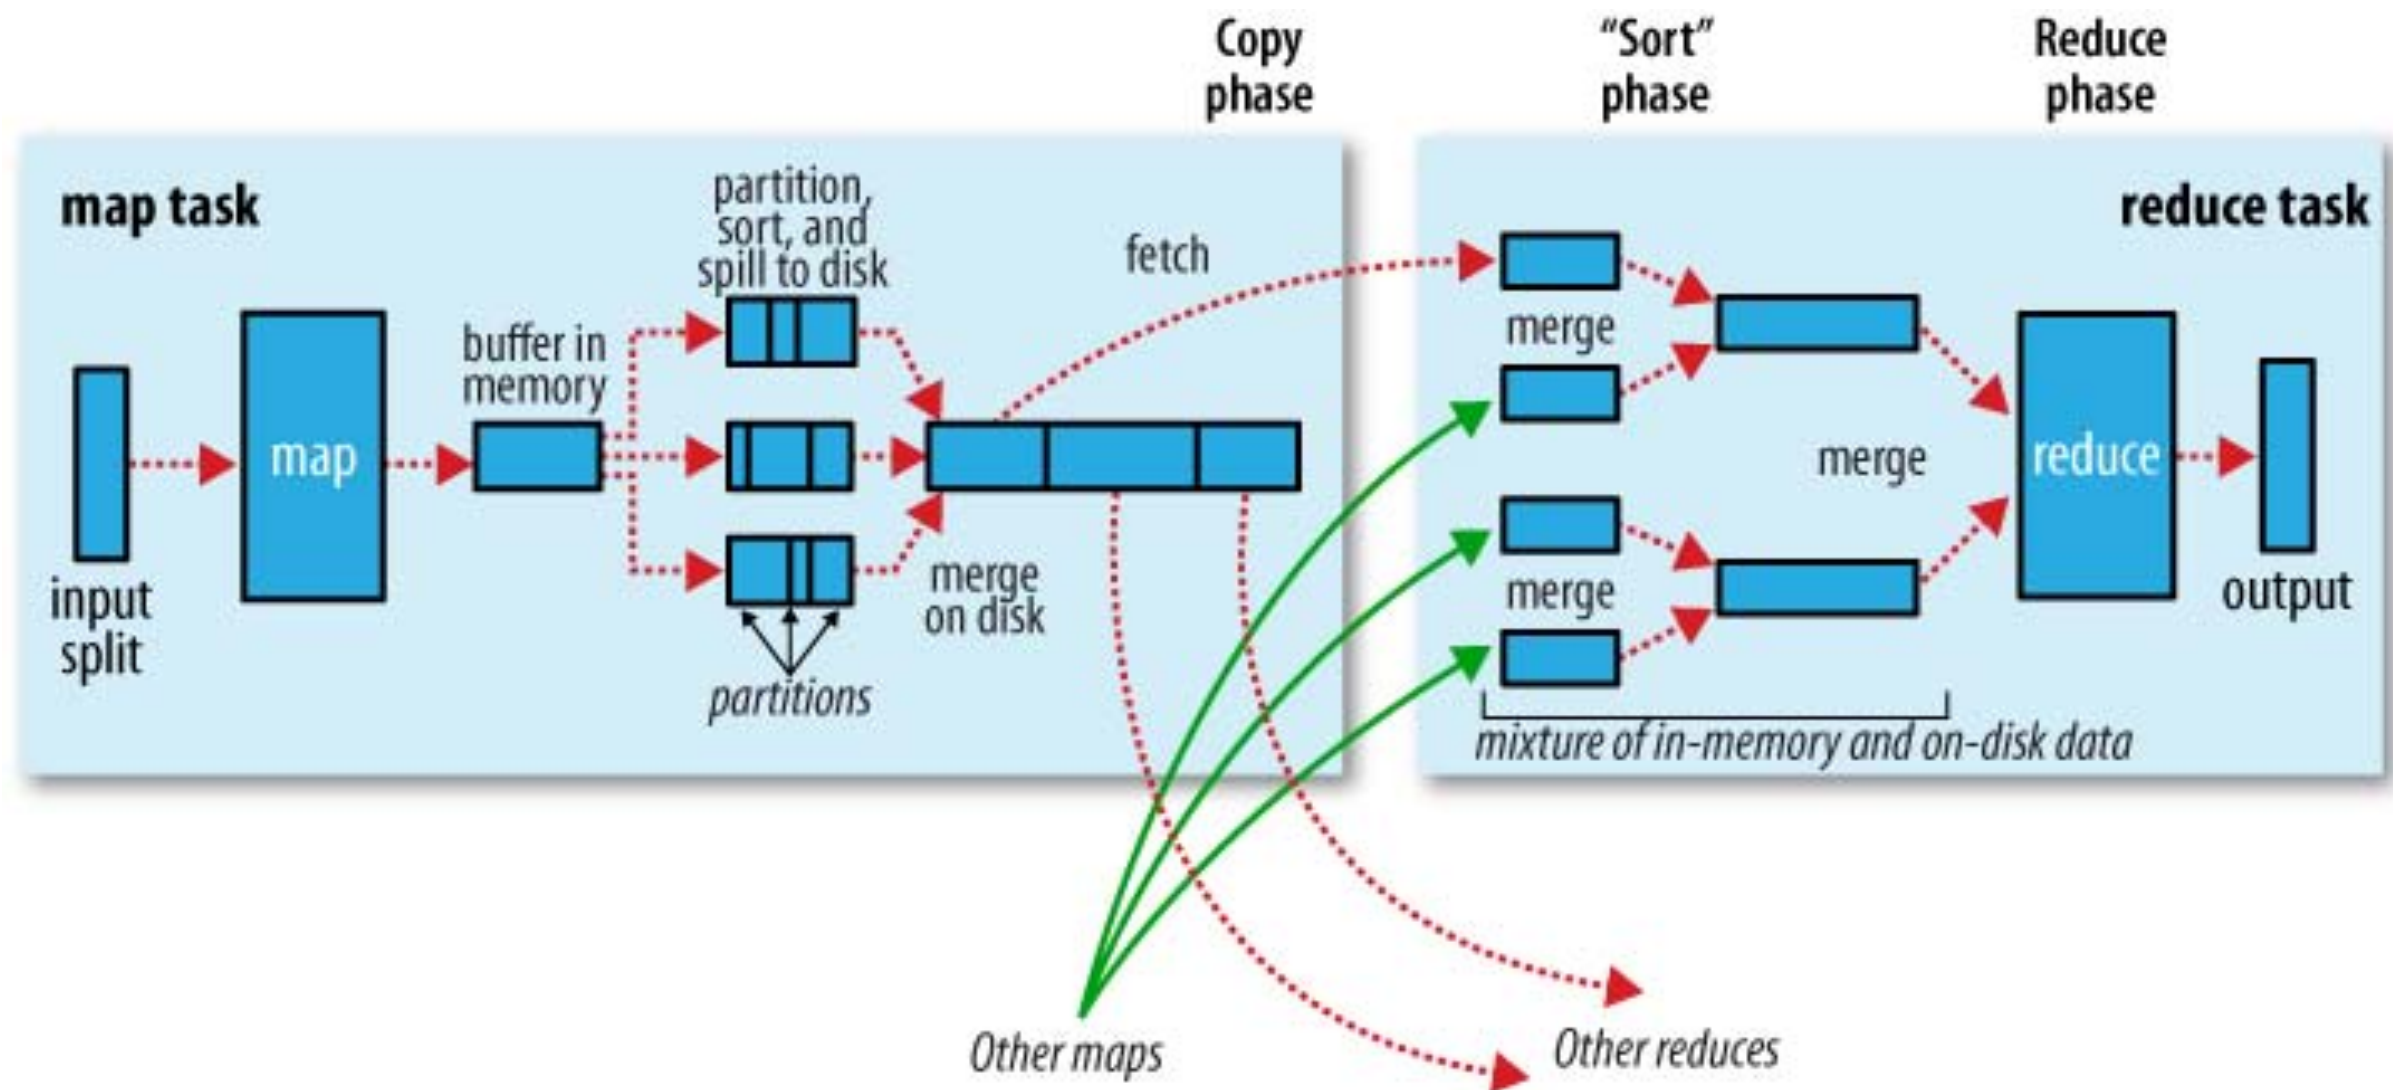 Copy
phase
“Sort”
phase
Reduce
phase
map task
partition,
sort, and
spill to disk
fetch
buffer in
memory
map
input
split
merge
on disk
partitions
reduce task
merge
merge
merge
reduce
output
mixture of in-memory and on-disk data
Other maps
Other reduces